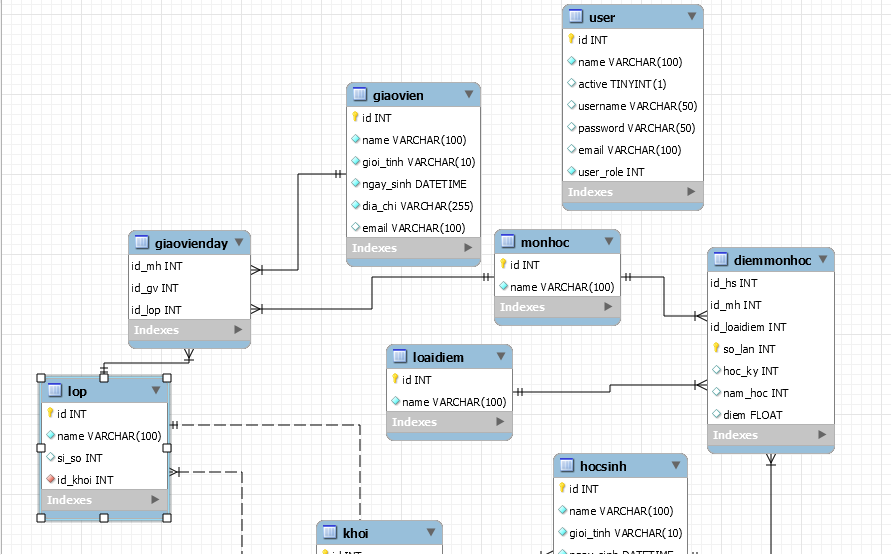 user
id INT
name VARCHAR(100)
active TINYINT(1)
username VARCHAR(50)
password VARCHAR(50)
email VARCHAR(100)
user_role INT
Indexes
giaovien
id INT
name VARCHAR(100)
gioi_tinh VARCHAR(10)
ngay_sinh DATETIME
dia_chi VARCHAR(255)
email VARCHAR(100)
Indexes
giaovienday
id_mh INT
id_gv INT
id_lop INT
Indexes
monhoc
id INT
name VARCHAR(100)
Indexes
diemmonhoc
id_hs INT
id_mh INT
id_loaidiem INT
so_lan INT
hoc_ky INT
nam_hoc INT
diem FLOAT
Indexes
loaidiem
id INT
name VARCHAR(100)
Indexes
lop
id INT
name VARCHAR(100)
si_so INT
id_khoi INT
Indexes
hocsinh
id INT
name VARCHAR(100)
gioi_tinh VARCHAR(10)
ngay_sinh DATETIME
khoi
id INT